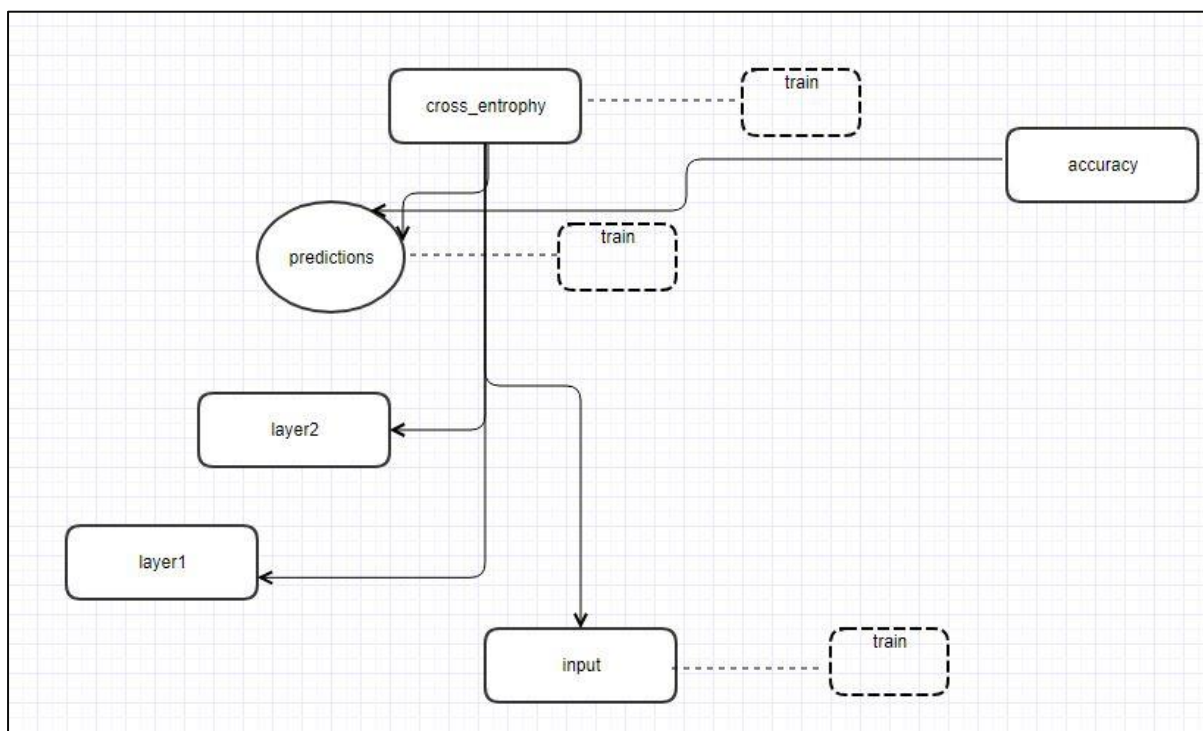 cross_entrophy
train
accuracy
predictions
train
layer2
layer1
input
train